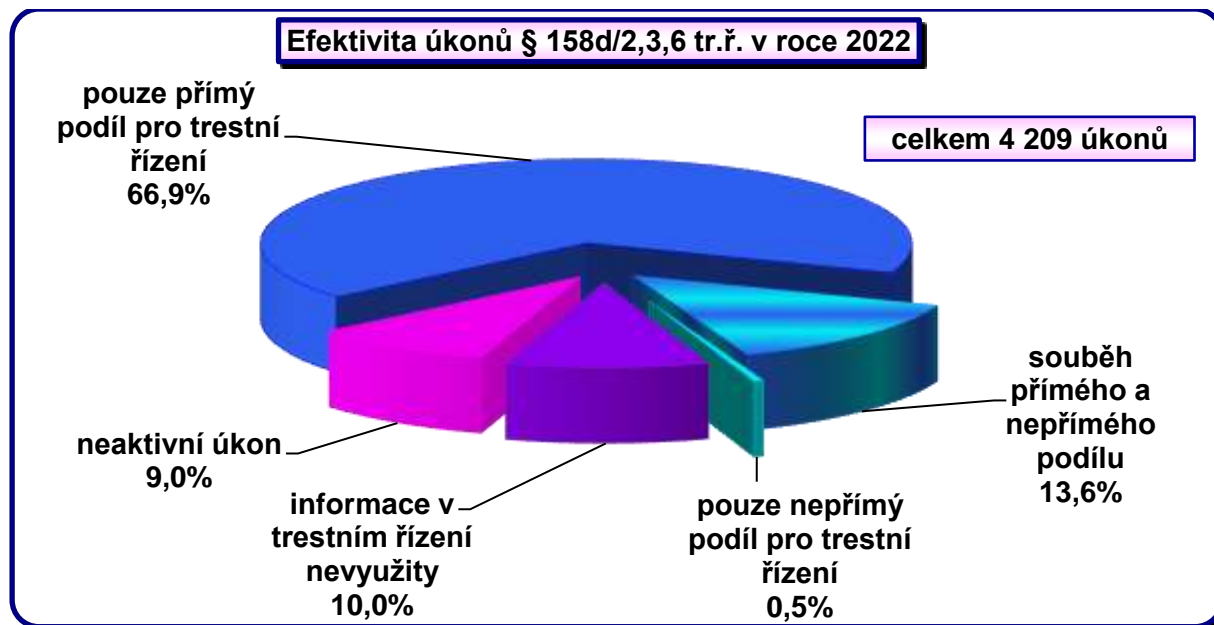 Efektivita úkonů § 158d/2,3,6 tr.ř. v roce 2022
celkem 4 209 úkonů
pouze přímý
podíl pro trestní
řízení
66,9%
souběh
přímého a
nepřímého
podílu
13,6%
pouze nepřímý
podíl pro trestní
řízení
0,5%
informace v
trestním řízení
nevyužity
10,0%
neaktivní úkon
9,0%